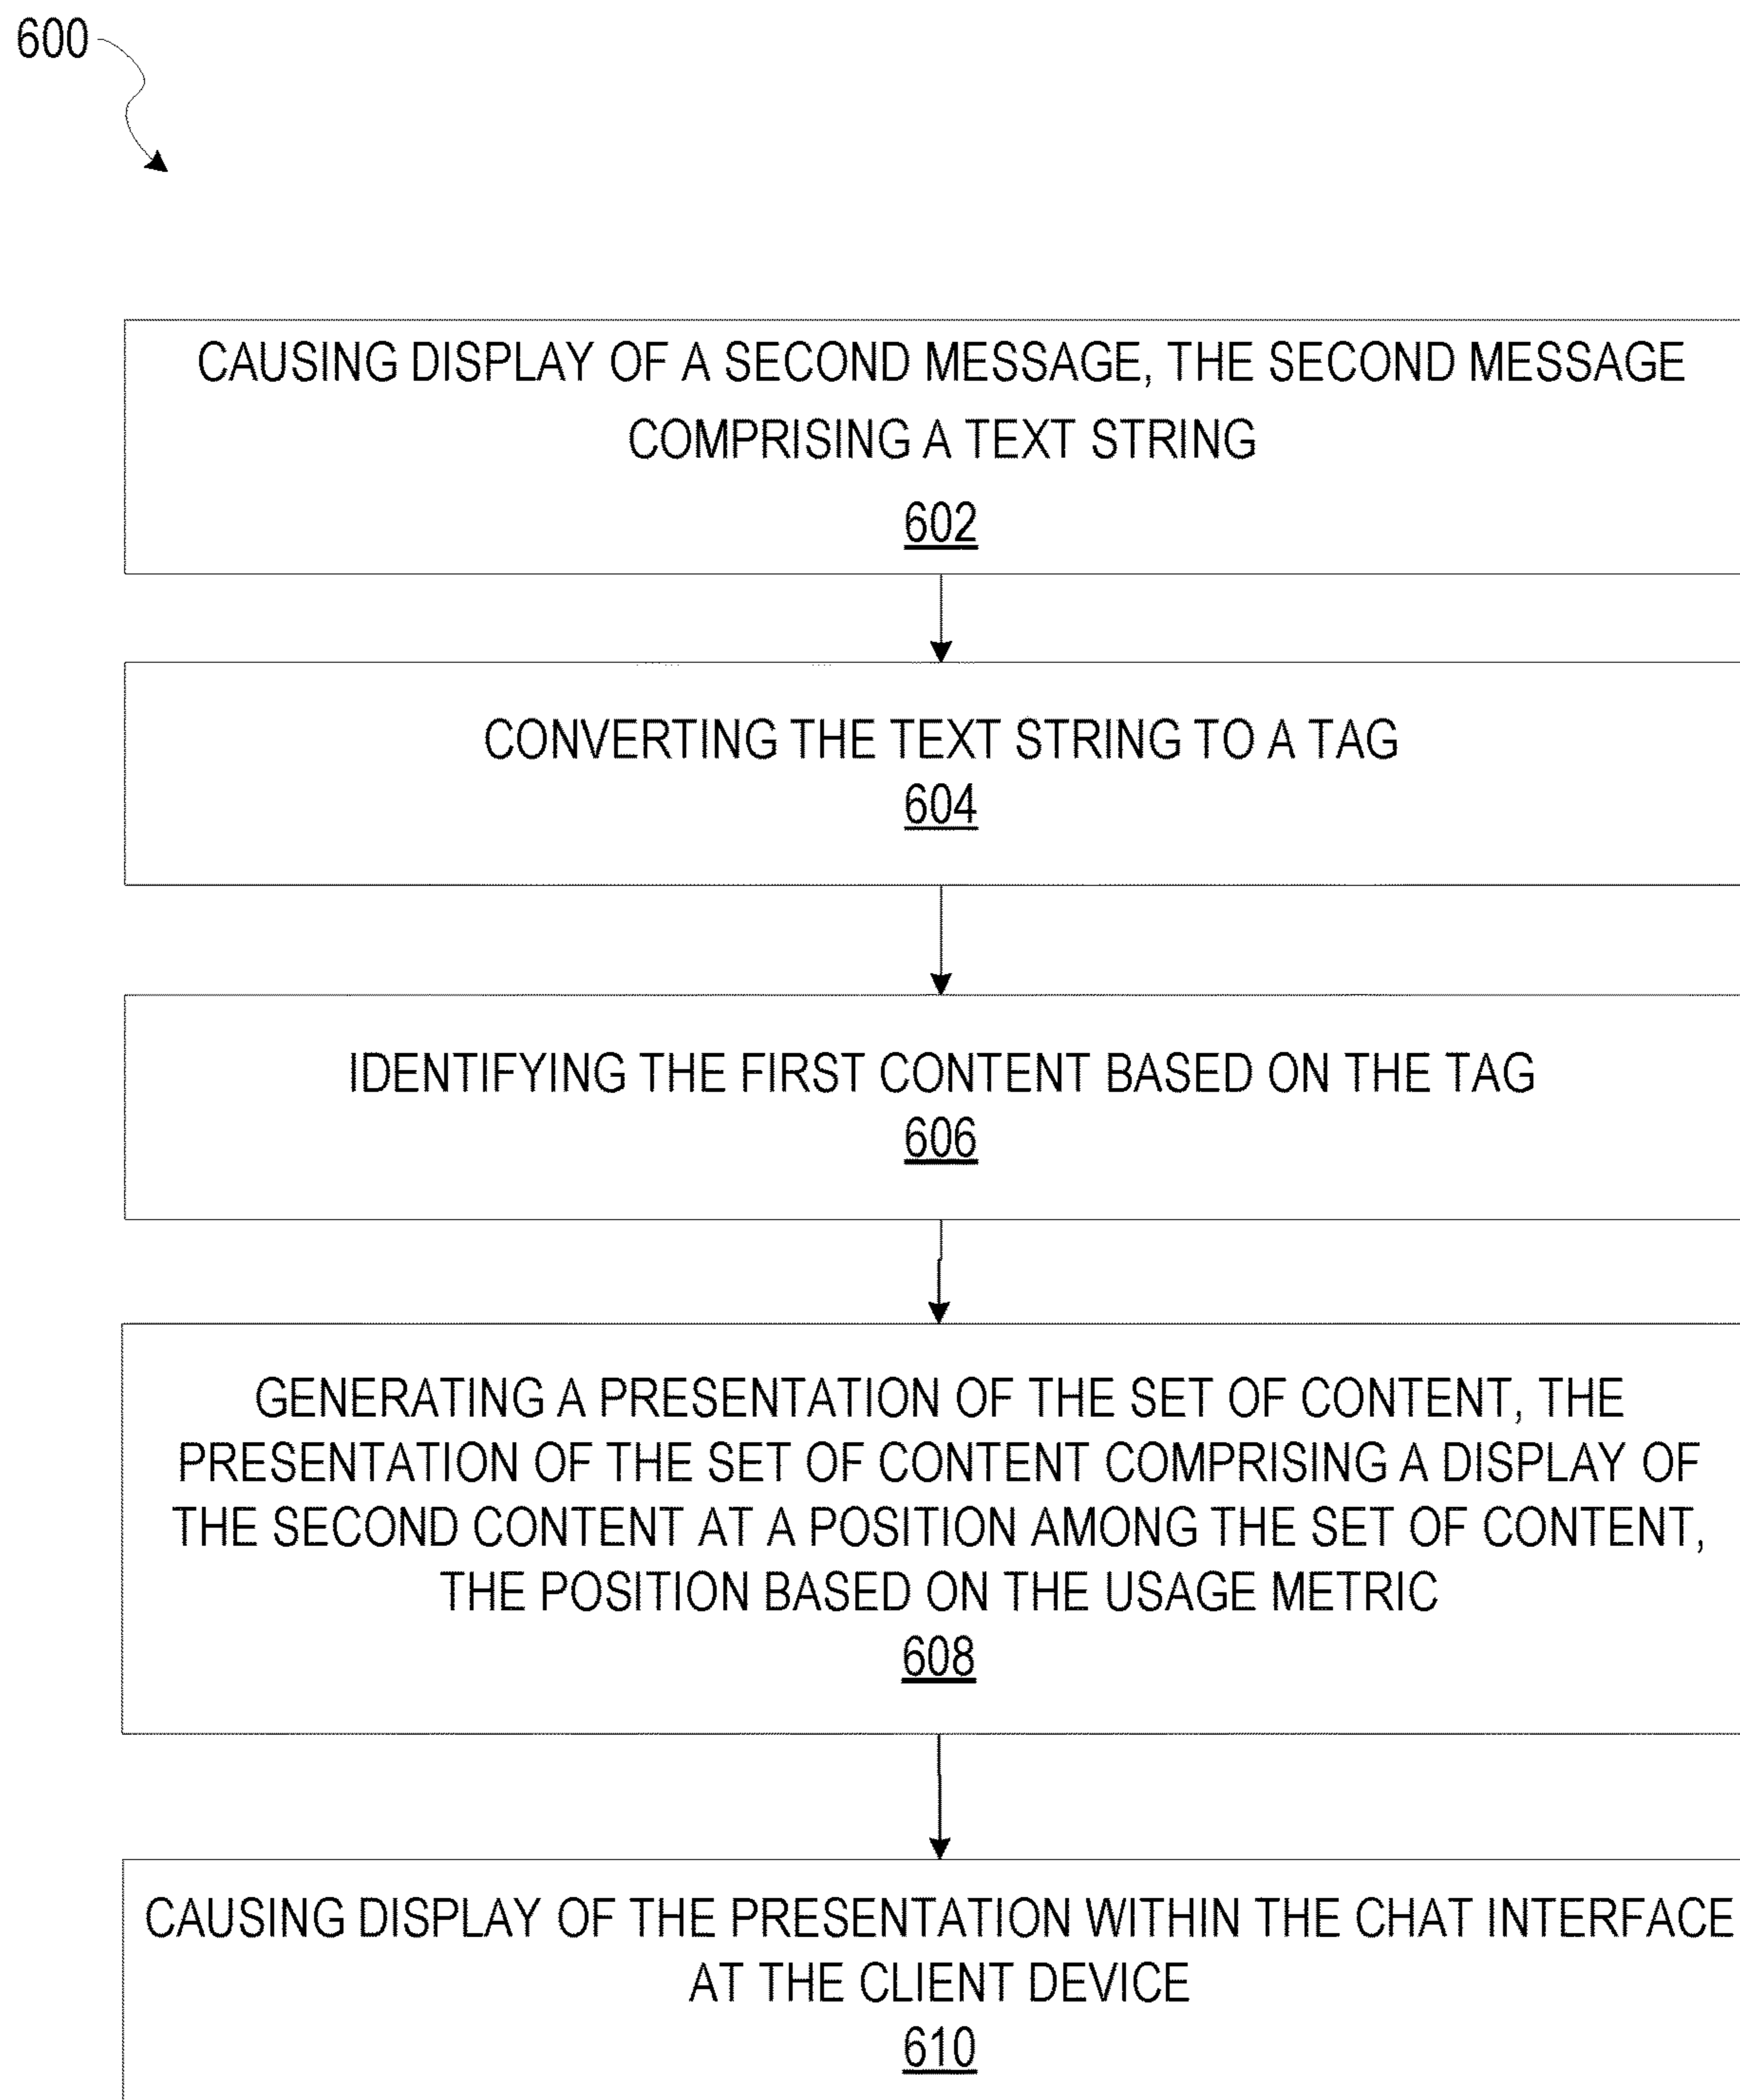 600
CAUSING DISPLAY OF A SECOND MESSAGE, THE SECOND MESSAGE
COMPRISING A TEXT STRING
602
CONVERTING THE TEXT STRING TO A TAG
604
IDENTIFYING THE FIRST CONTENT BASED ON THE TAG
606
GENERATING A PRESENTATION OF THE SET OF CONTENT, THE
PRESENTATION OF THE SET OF CONTENT COMPRISING A DISPLAY OF
THE SECOND CONTENT AT A POSITION AMONG THE SET OF CONTENT,
THE POSITION BASED ON THE USAGE METRIC
608
CAUSING DISPLAY OF THE PRESENTATION WITHIN THE CHAT INTERFACE
AT THE CLIENT DEVICE
610